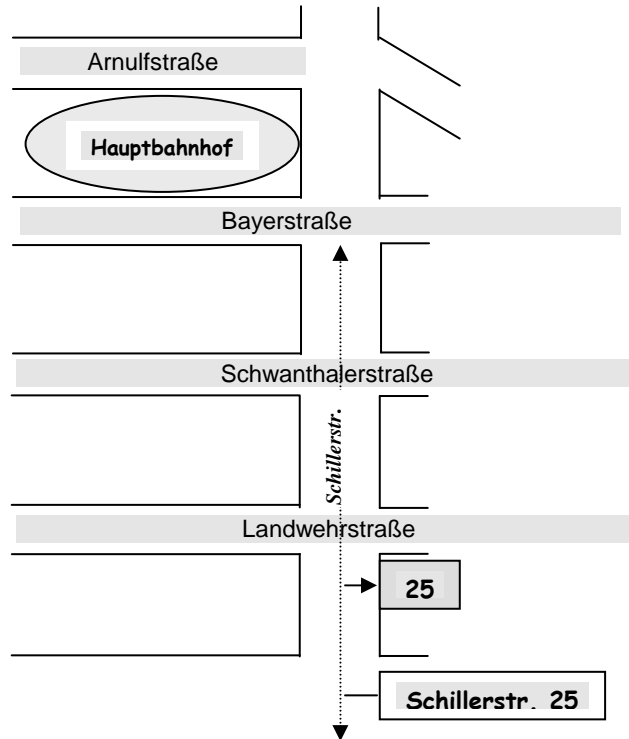 Arnulfstraße
Hauptbahnhof
Bayerstraße
Schwanthalerstraße
Schillerstr.
Landwehrstraße
25
Schillerstr. 25